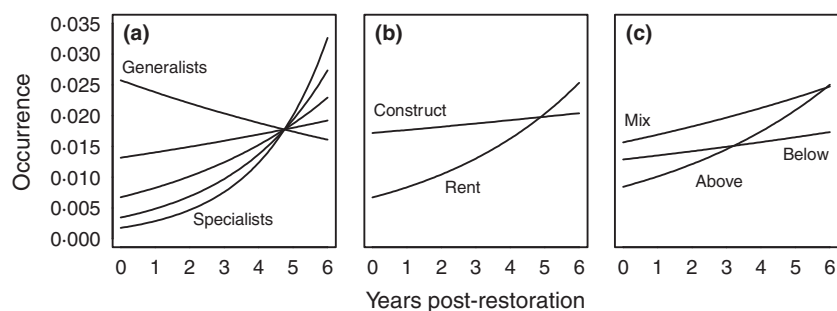 (a) (b) (c)
0·035
0·030
0·025
0·020
0·015
0·010
0·005
0·000
Occurrence
Generalists
Specialists
Construct
Rent
Mix
Below
Above
0 1 2 3 4 5 6 0 1 2 3 4 5 6 0 1 2 3 4 5 6
Years post-restoration